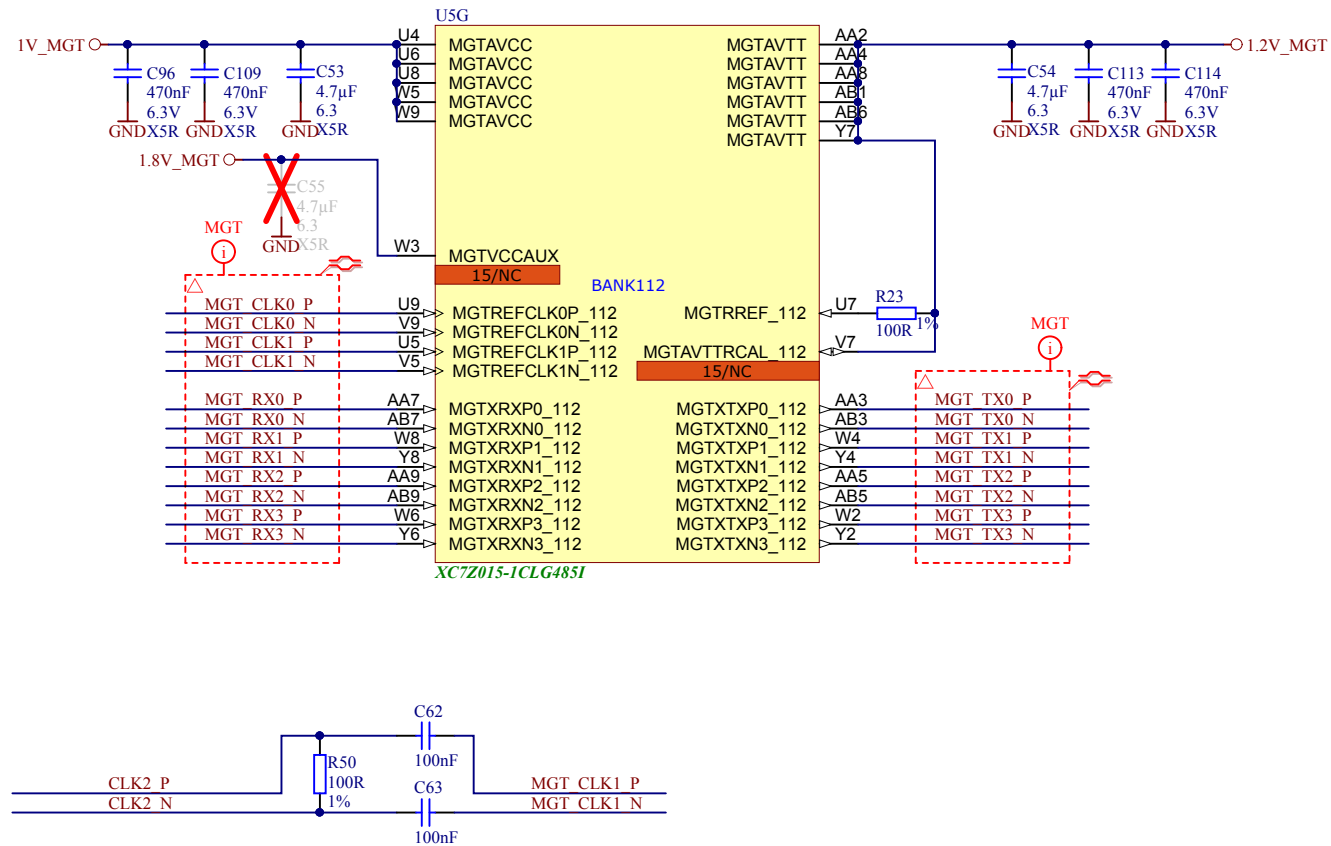 U5G
1V_MGT
C96
470nF
6.3V
X5R
GND
C109
470nF
6.3V
X5R
GND
C53
4.7µF
6.3
X5R
GND
1.8V_MGT
C55
4.7µF
6.3
X5R
GND
U4 MGTAVCC
U6 MGTAVCC
U8 MGTAVCC
W5 MGTAVCC
W9 MGTAVCC
MGTAVTT AA2
MGTAVTT AA4
MGTAVTT AA8
MGTAVTT AB1
MGTAVTT AB6
MGTAVTT Y7
1.2V_MGT
C54
4.7µF
6.3
X5R
GND
C113
470nF
6.3V
X5R
GND
C114
470nF
6.3V
X5R
GND
W3 MGTVCCAUX
15/NC
BANK112
MGT
i
MGT_CLK0_P U9 MGTREFCLK0P_112
MGT_CLK0_N V9 MGTREFCLK0N_112
MGT_CLK1_P U5 MGTREFCLK1P_112
MGT_CLK1_N V5 MGTREFCLK1N_112
MGTRREF_112 U7
R23
100R
1%
MGTAVTTRCAL_112 V7
15/NC
MGT
i
MGT_RX0_P AA7 MGTXRXP0_112
MGT_RX0_N AB7 MGTXRXN0_112
MGT_RX1_P W8 MGTXRXP1_112
MGT_RX1_N Y8 MGTXRXN1_112
MGT_RX2_P AA9 MGTXRXP2_112
MGT_RX2_N AB9 MGTXRXN2_112
MGT_RX3_P W6 MGTXRXP3_112
MGT_RX3_N Y6 MGTXRXN3_112
MGTXTXP0_112 AA3 MGT_TX0_P
MGTXTXN0_112 AB3 MGT_TX0_N
MGTXTXP1_112 W4 MGT_TX1_P
MGTXTXN1_112 Y4 MGT_TX1_N
MGTXTXP2_112 AA5 MGT_TX2_P
MGTXTXN2_112 AB5 MGT_TX2_N
MGTXTXP3_112 W2 MGT_TX3_P
MGTXTXN3_112 Y2 MGT_TX3_N
XC7Z015-1CLG485I
C62
100nF
R50
100R
1%
C63
100nF
CLK2_P
CLK2_N
MGT_CLK1_P
MGT_CLK1_N